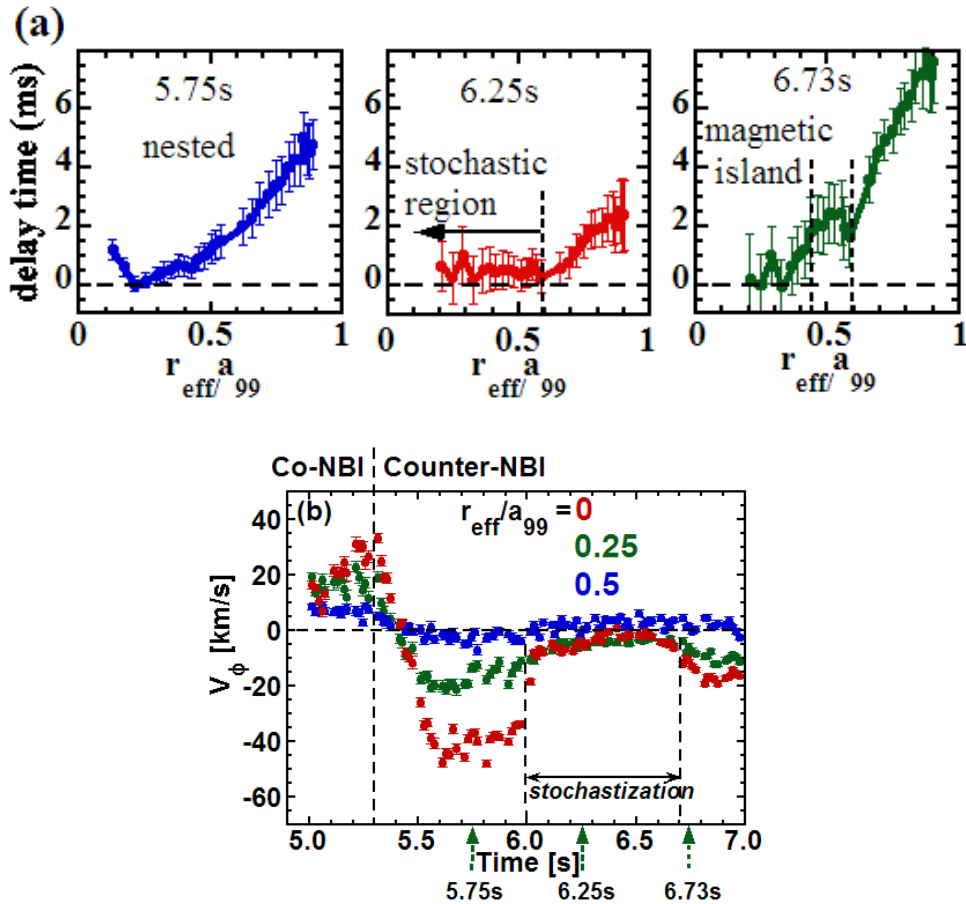 (a)
delay time (ms)
5.75s
nested
6
4
2
0
0 0.5 1
r eff/ a 99
6.25s
stochastic
region
6
4
2
0
0 0.5 1
r eff/ a 99
6.73s
magnetic
island
6
4
2
0
0 0.5 1
r eff/ a 99
Co-NBI Counter-NBI
(b)
r eff/a 99 = 0
0.25
0.5
V ϕ [km/s]
40
20
0
-20
-40
-60
stochastization
5.0 5.5 6.0 6.5 7.0
Time [s]
5.75s 6.25s 6.73s